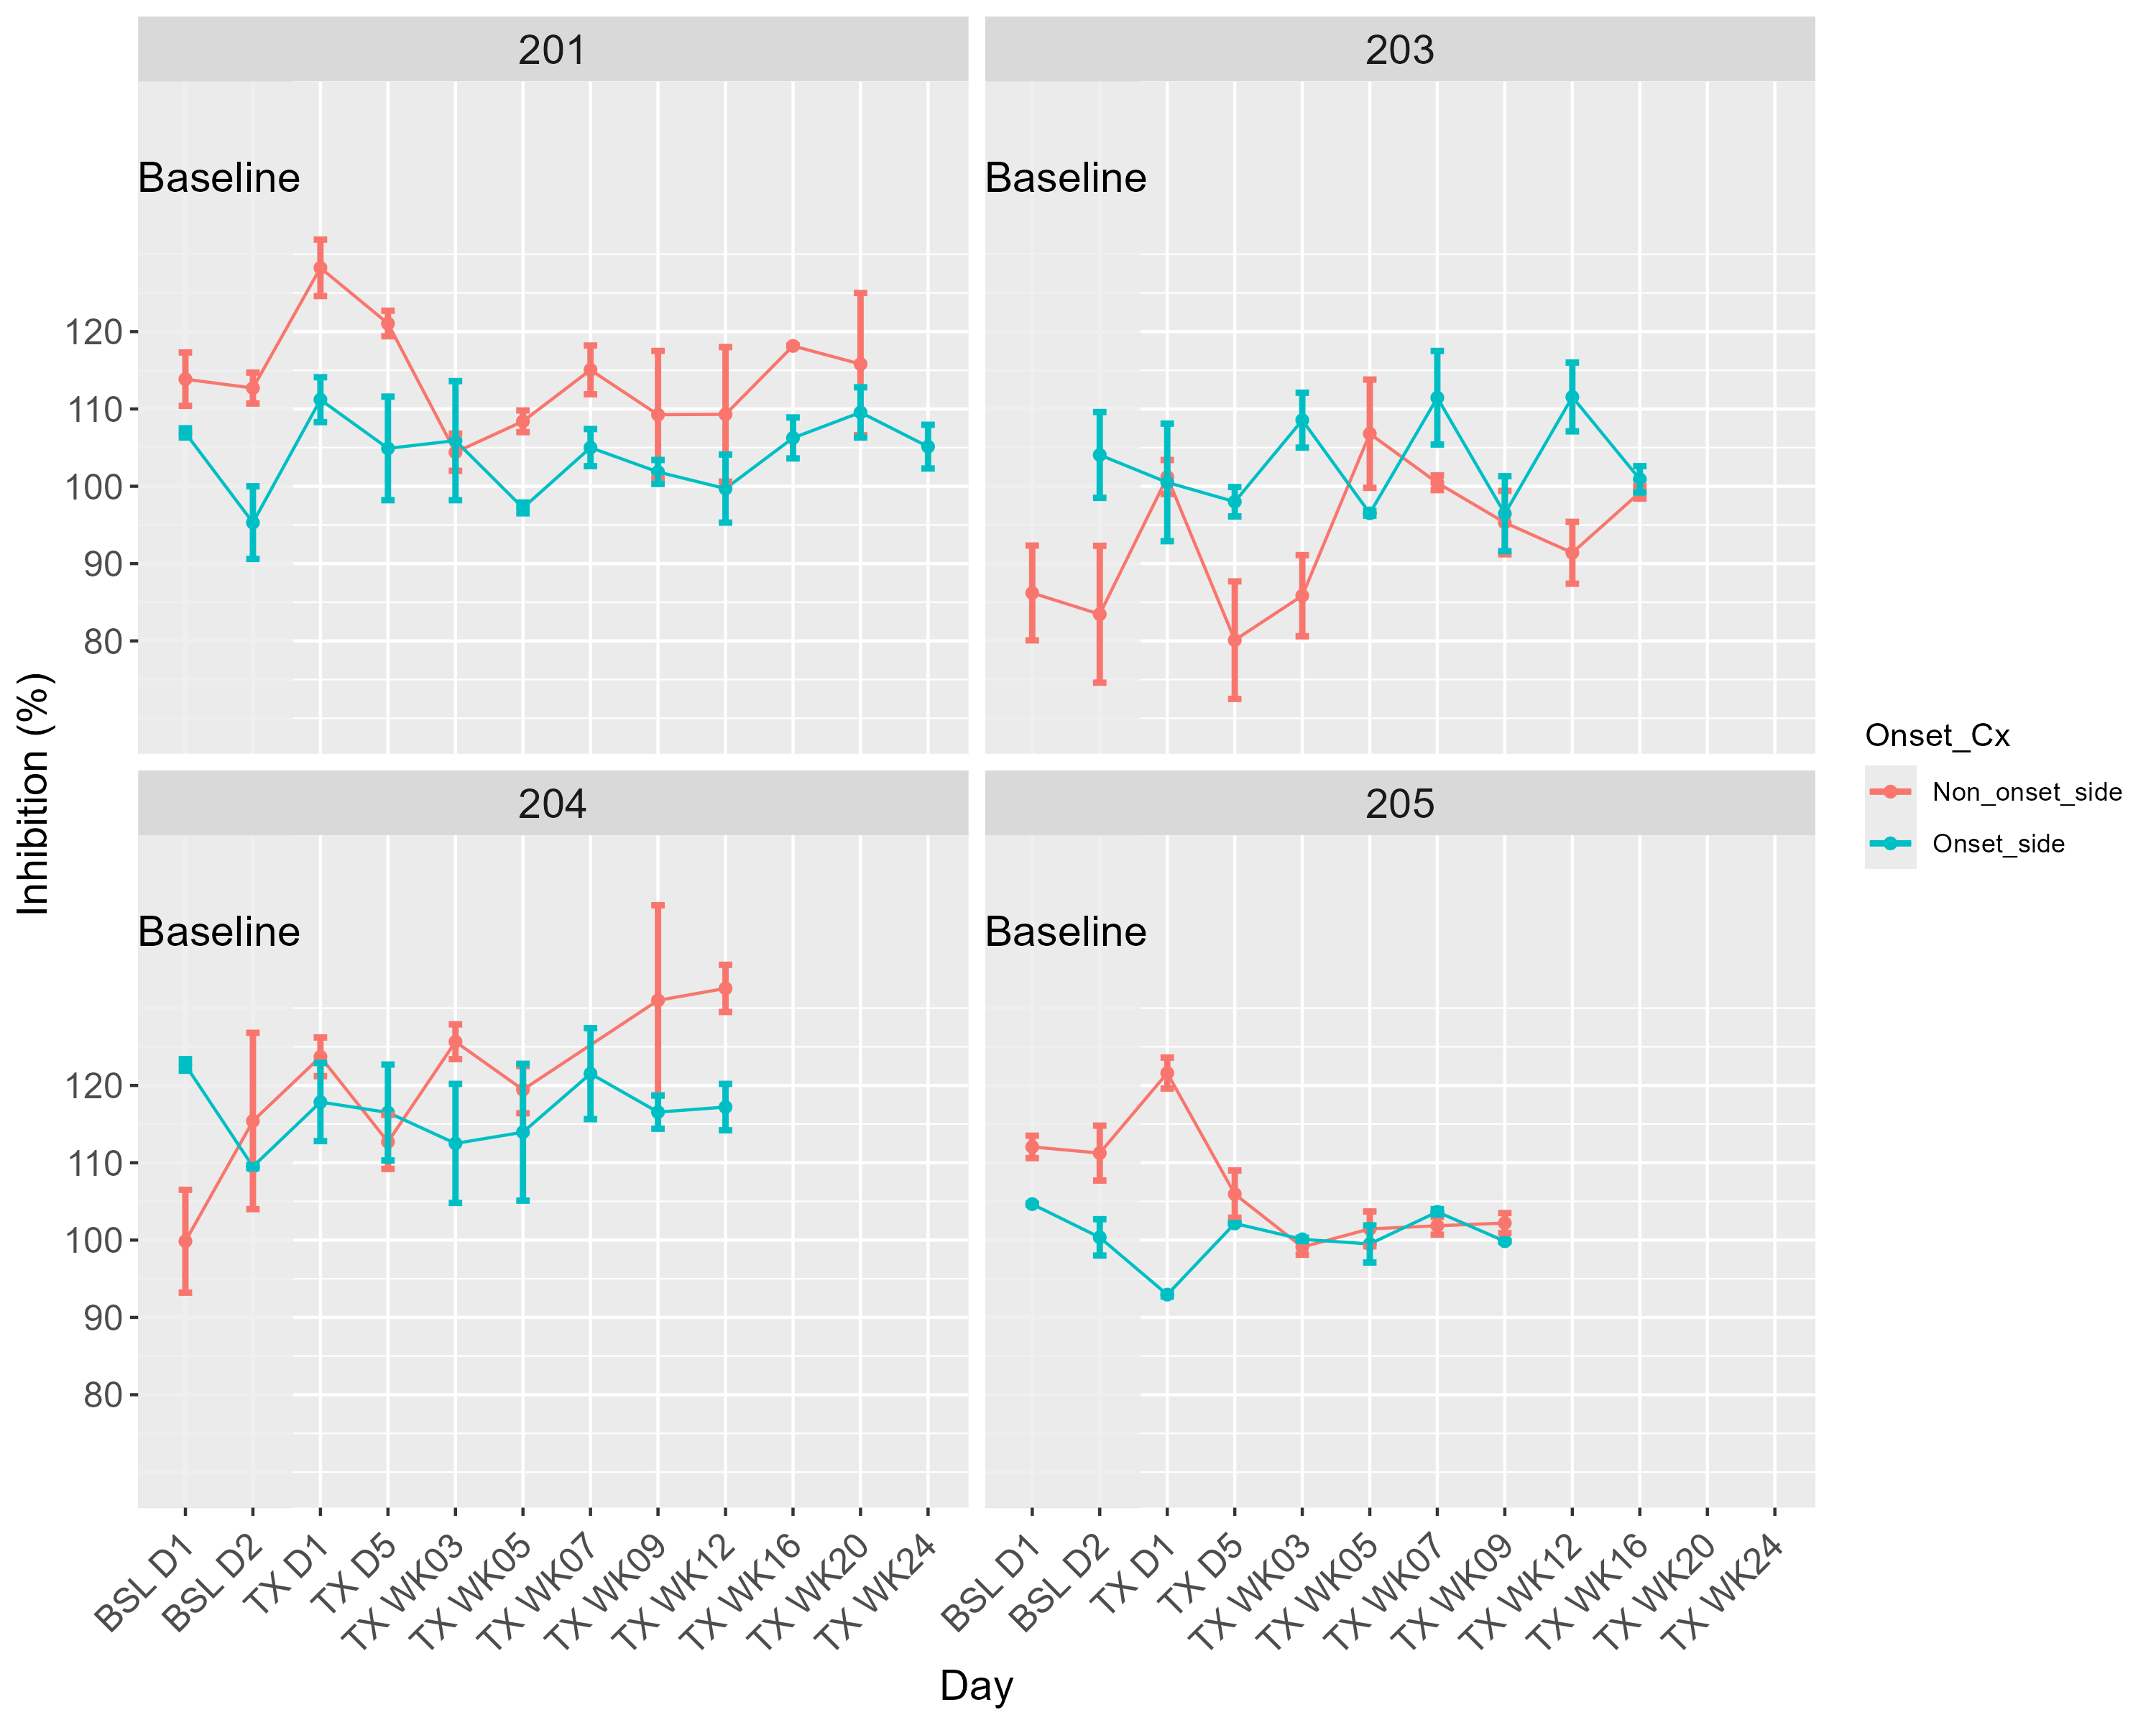 201
203
Baseline
Baseline
120
110
100
90
80
Inhibition (%)
204
205
Baseline
Baseline
120
110
100
90
80
BSL D1
BSL D2
TX D1
TX D5
TX WK03
TX WK05
TX WK07
TX WK09
TX WK12
TX WK16
TX WK20
TX WK24
BSL D1
BSL D2
TX D1
TX D5
TX WK03
TX WK05
TX WK07
TX WK09
TX WK12
TX WK16
TX WK20
TX WK24
Day
Onset_Cx
Non_onset_side
Onset_side